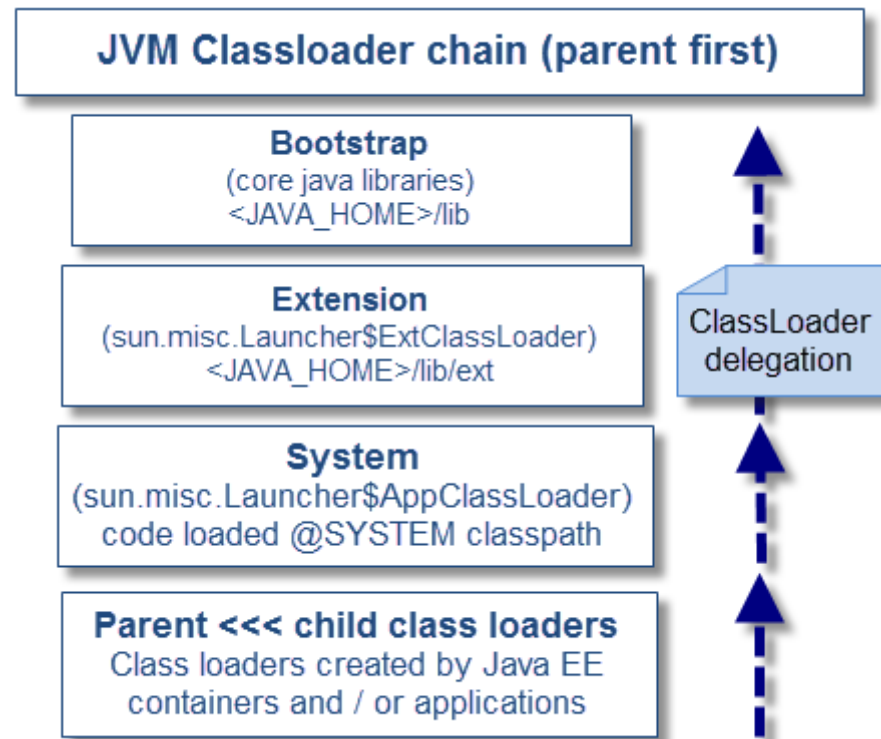 JVM Classloader chain (parent first)
Bootstrap
(core java libraries)
<JAVA_HOME>/lib
Extension
(sun.misc.Launcher$ExtClassLoader)
<JAVA_HOME>/lib/ext
ClassLoader
delegation
System
(sun.misc.Launcher$AppClassLoader)
code loaded @SYSTEM classpath
Parent <<< child class loaders
Class loaders created by Java EE
containers and / or applications